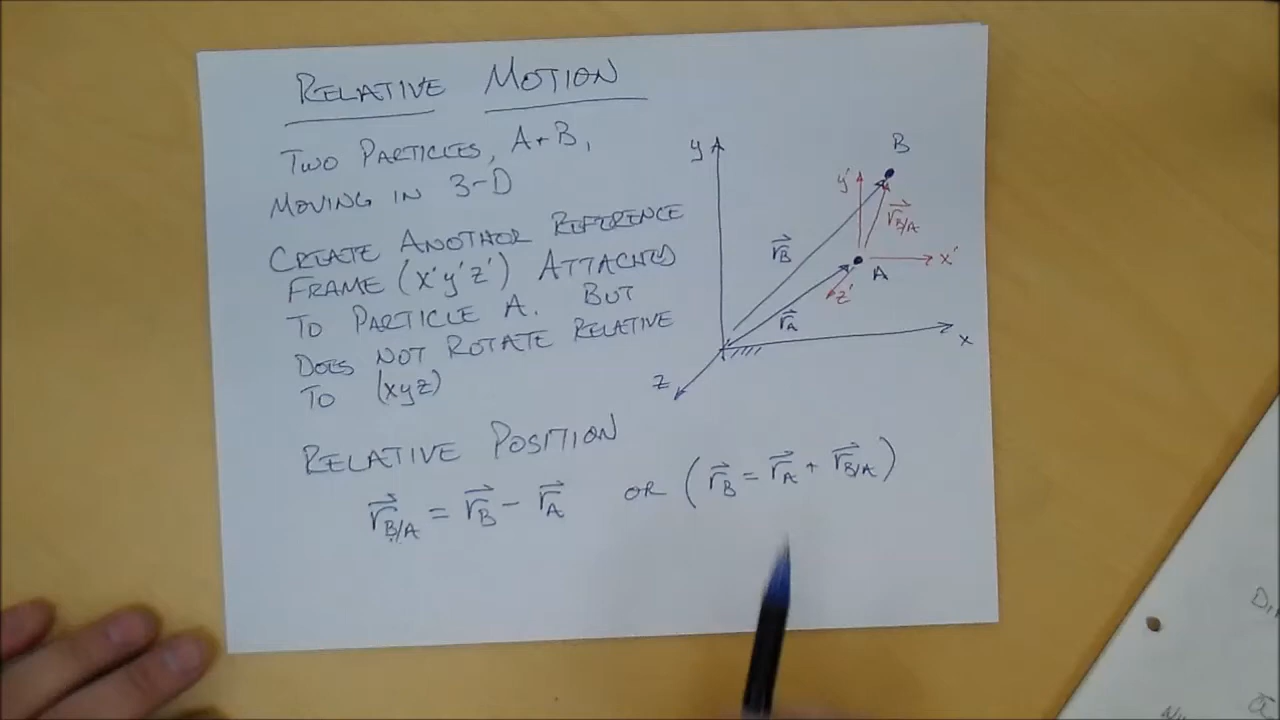 RELATIVE MOTION
TWO PARTICLES, A + B,
MOVING IN 3-D
CREATE ANOTHER REFERENCE
FRAME (x'y'z') ATTACHED
TO PARTICLE A. BUT
DOES NOT ROTATE RELATIVE
TO (xyz)
y
B
y'
r⃗B/A
r⃗B
x'
A
z'
r⃗A
x
z
RELATIVE POSITION
r⃗B/A = r⃗B - r⃗A OR (r⃗B = r⃗A + r⃗B/A)